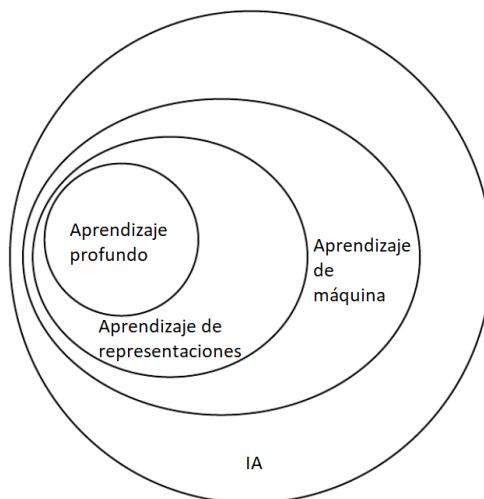 Aprendizaje
profundo
Aprendizaje
de
máquina
Aprendizaje de
representaciones
IA